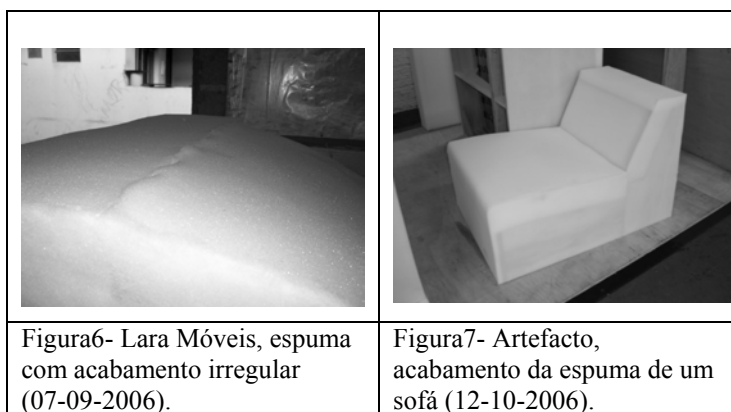 Figura6- Lara Móveis, espuma
com acabamento irregular
(07-09-2006).
Figura7- Artefacto,
acabamento da espuma de um
sofá (12-10-2006).